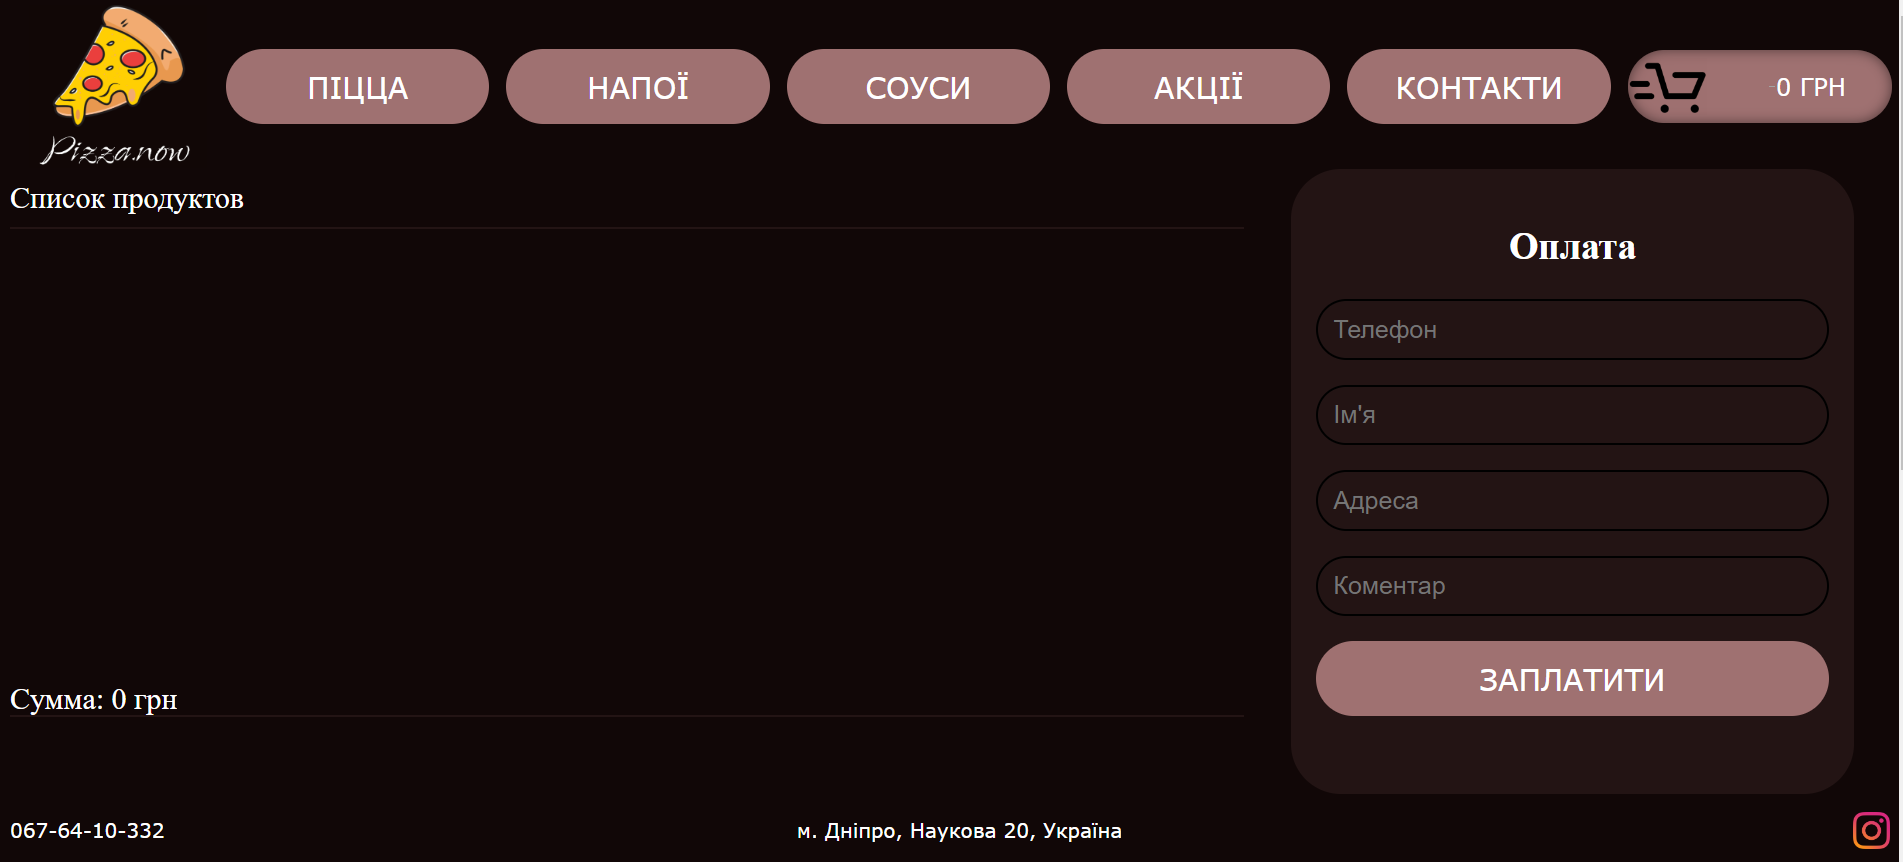 Pizza.now
ПІЦЦА
НАПОЇ
СОУСИ
АКЦІЇ
КОНТАКТИ
0 ГРН
Список продуктов
Сумма: 0 грн
Оплата
Телефон
Ім'я
Адреса
Коментар
ЗАПЛАТИТИ
067-64-10-332
м. Дніпро, Наукова 20, Україна